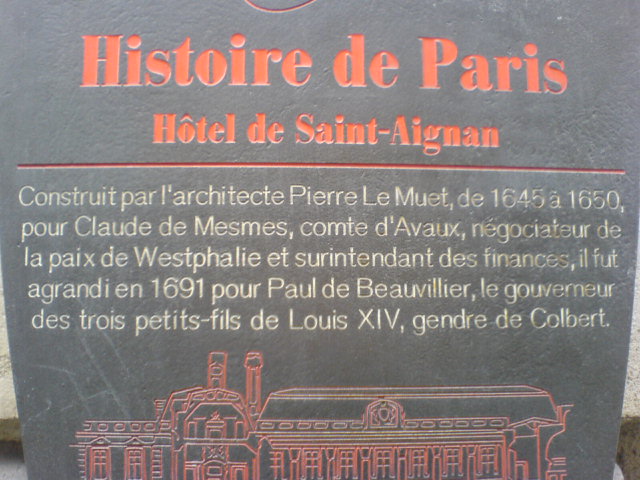 Histoire de Paris
Hôtel de Saint-Aignan
Construit par l'architecte Pierre Le Muet, de 1645 à 1650,
pour Claude de Mesmes, comte d'Avaux, négociateur de
la paix de Westphalie et surintendant des finances, il fut
agrandi en 1691 pour Paul de Beauvillier, le gouverneur
des trois petits-fils de Louis XIV, gendre de Colbert.